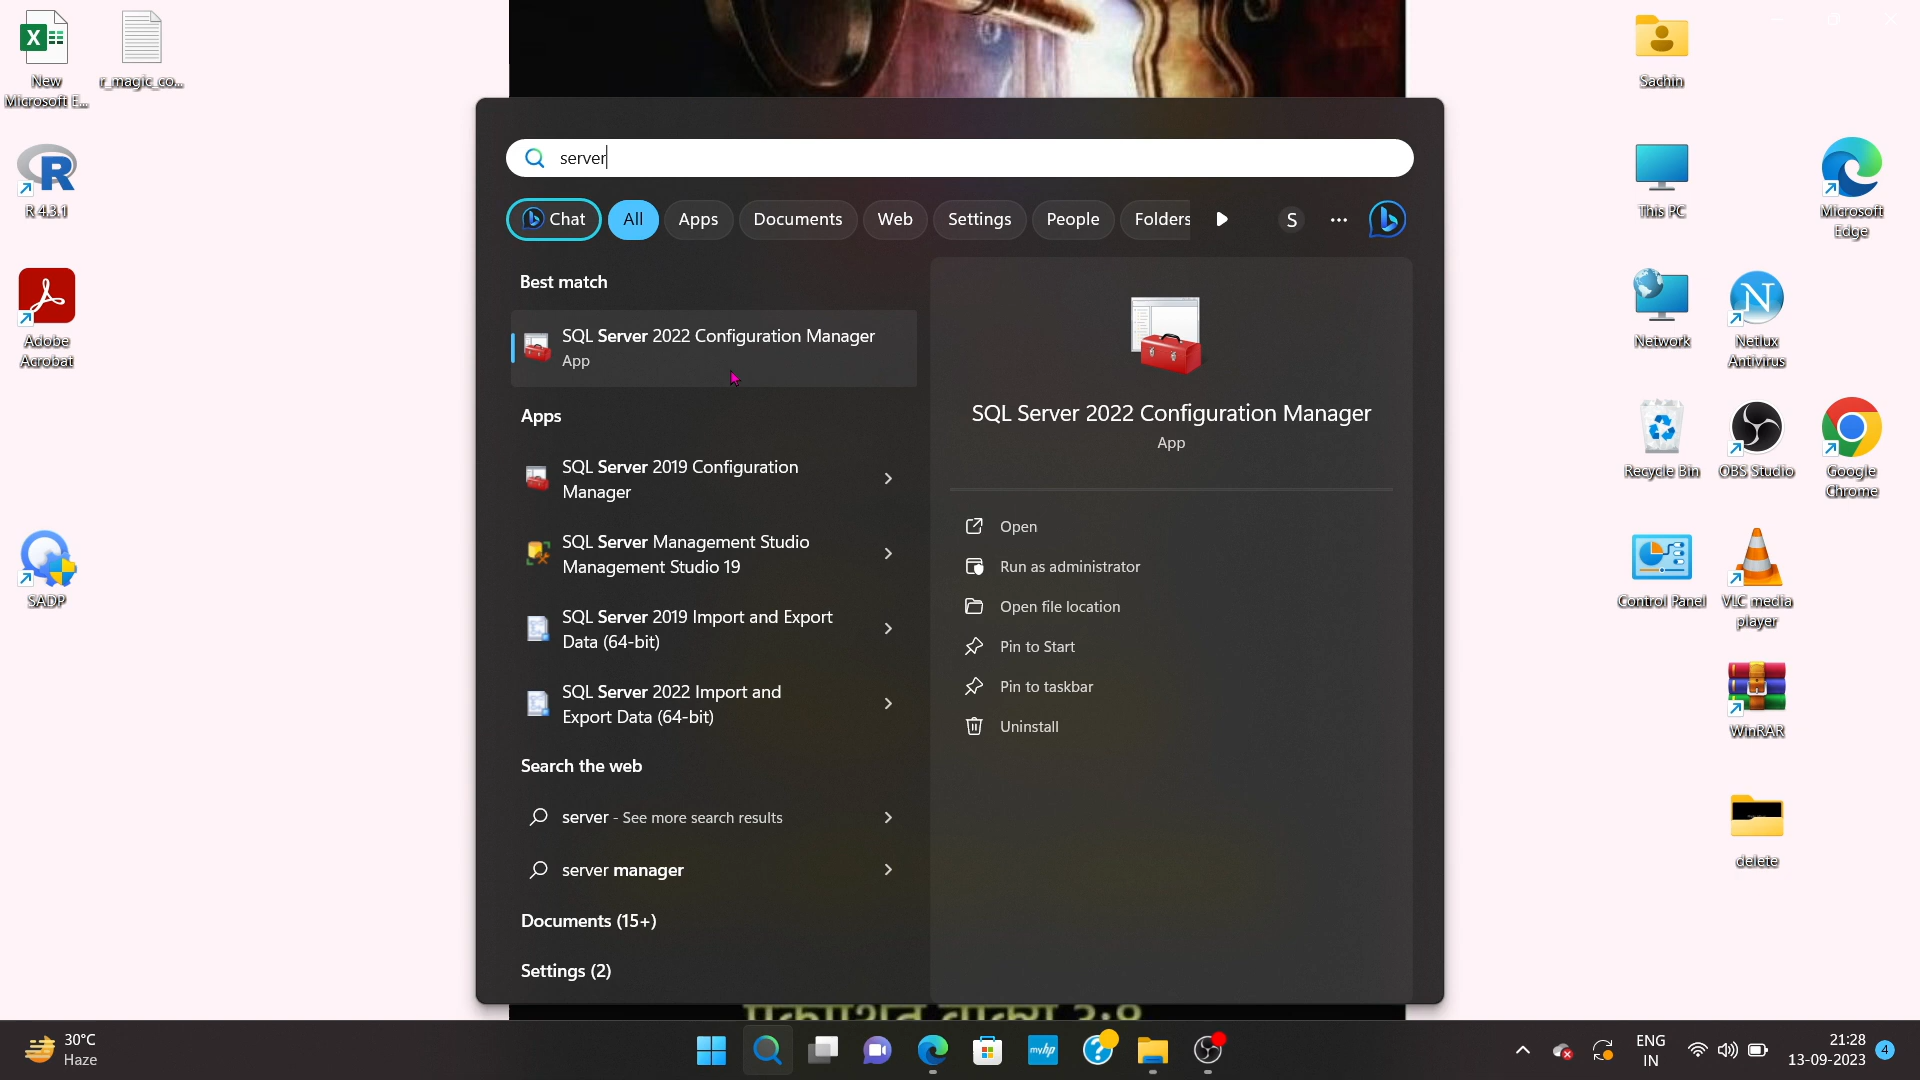 New
Microsoft E...
r_magic_co...
R 4.3.1
Adobe
Acrobat
SADP
server
Chat
All
Apps
Documents
Web
Settings
People
Folders
S
Best match
SQL Server 2022 Configuration Manager
App
Apps
SQL Server 2019 Configuration
Manager
SQL Server Management Studio
Management Studio 19
SQL Server 2019 Import and Export
Data (64-bit)
SQL Server 2022 Import and
Export Data (64-bit)
Search the web
server - See more search results
server manager
Documents (15+)
Settings (2)
SQL Server 2022 Configuration Manager
App
Open
Run as administrator
Open file location
Pin to Start
Pin to taskbar
Uninstall
Sachin
This PC
Microsoft
Edge
Network
Netlux
Antivirus
Recycle Bin
OBS Studio
Google
Chrome
Control Panel
VLC media
player
WinRAR
delete
30°C
Haze
myhp
ENG
IN
21:28
13-09-2023
4